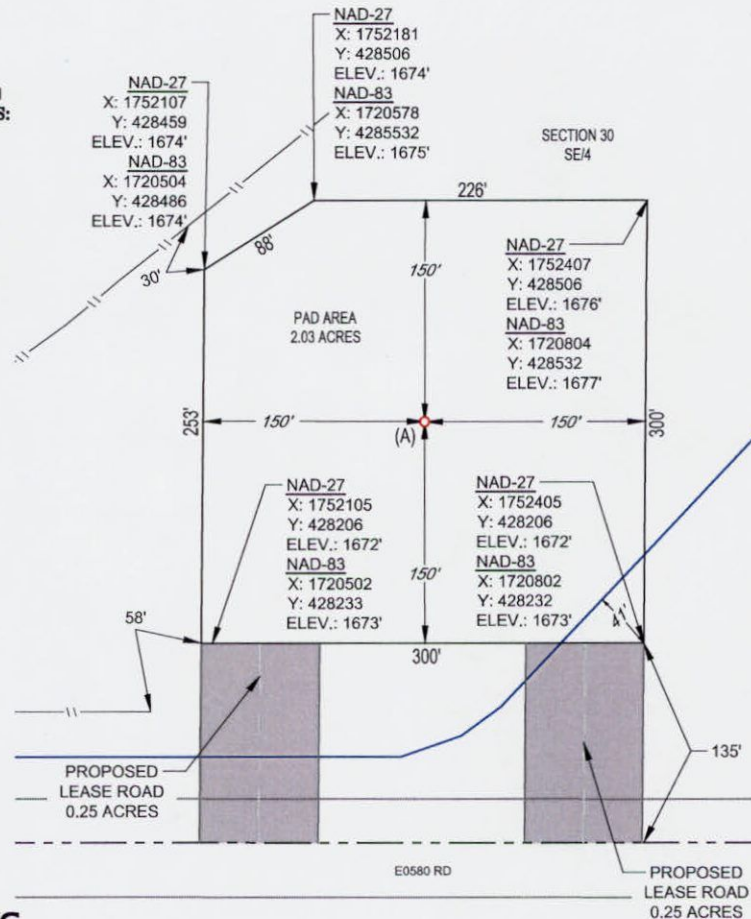 NAD-27
X: 1752181
Y: 428506
ELEV.: 1674'
NAD-83
X: 1720578
Y: 4285532
ELEV.: 1675'
NAD-27
X: 1752107
Y: 428459
ELEV.: 1674'
NAD-83
X: 1720504
Y: 428486
ELEV.: 1674'
SECTION 30
SE/4
226'
88'
30'
150'
NAD-27
X: 1752407
Y: 428506
ELEV.: 1676'
NAD-83
X: 1720804
Y: 428532
ELEV.: 1677'
PAD AREA
2.03 ACRES
253'
150'
(A)
150'
300'
NAD-27
X: 1752105
Y: 428206
ELEV.: 1672'
NAD-83
X: 1720502
Y: 428233
ELEV.: 1673'
150'
NAD-27
X: 1752405
Y: 428206
ELEV.: 1672'
NAD-83
X: 1720802
Y: 428232
ELEV.: 1673'
58'
41'
300'
135'
PROPOSED
LEASE ROAD
0.25 ACRES
E0580 RD
PROPOSED
LEASE ROAD
0.25 ACRES